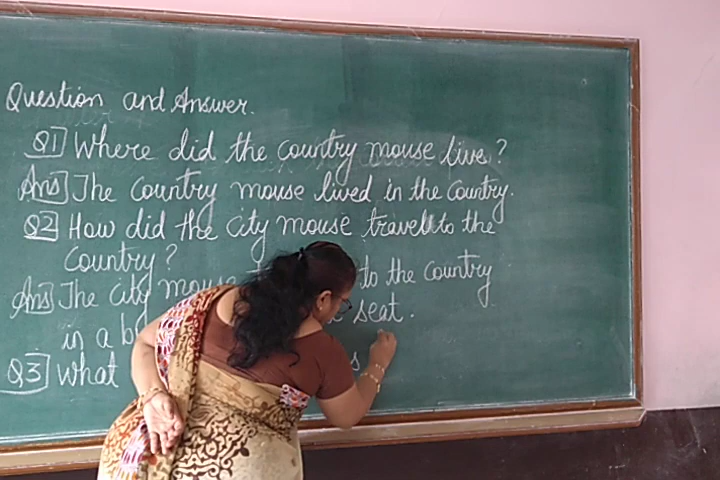 Question and Answer.
Q1 Where did the country mouse live?
Ans The Country mouse lived in the Country.
Q2 How did the city mouse travel to the
Country?
Ans The City mouse to the Country
in a seat.
Q3 What